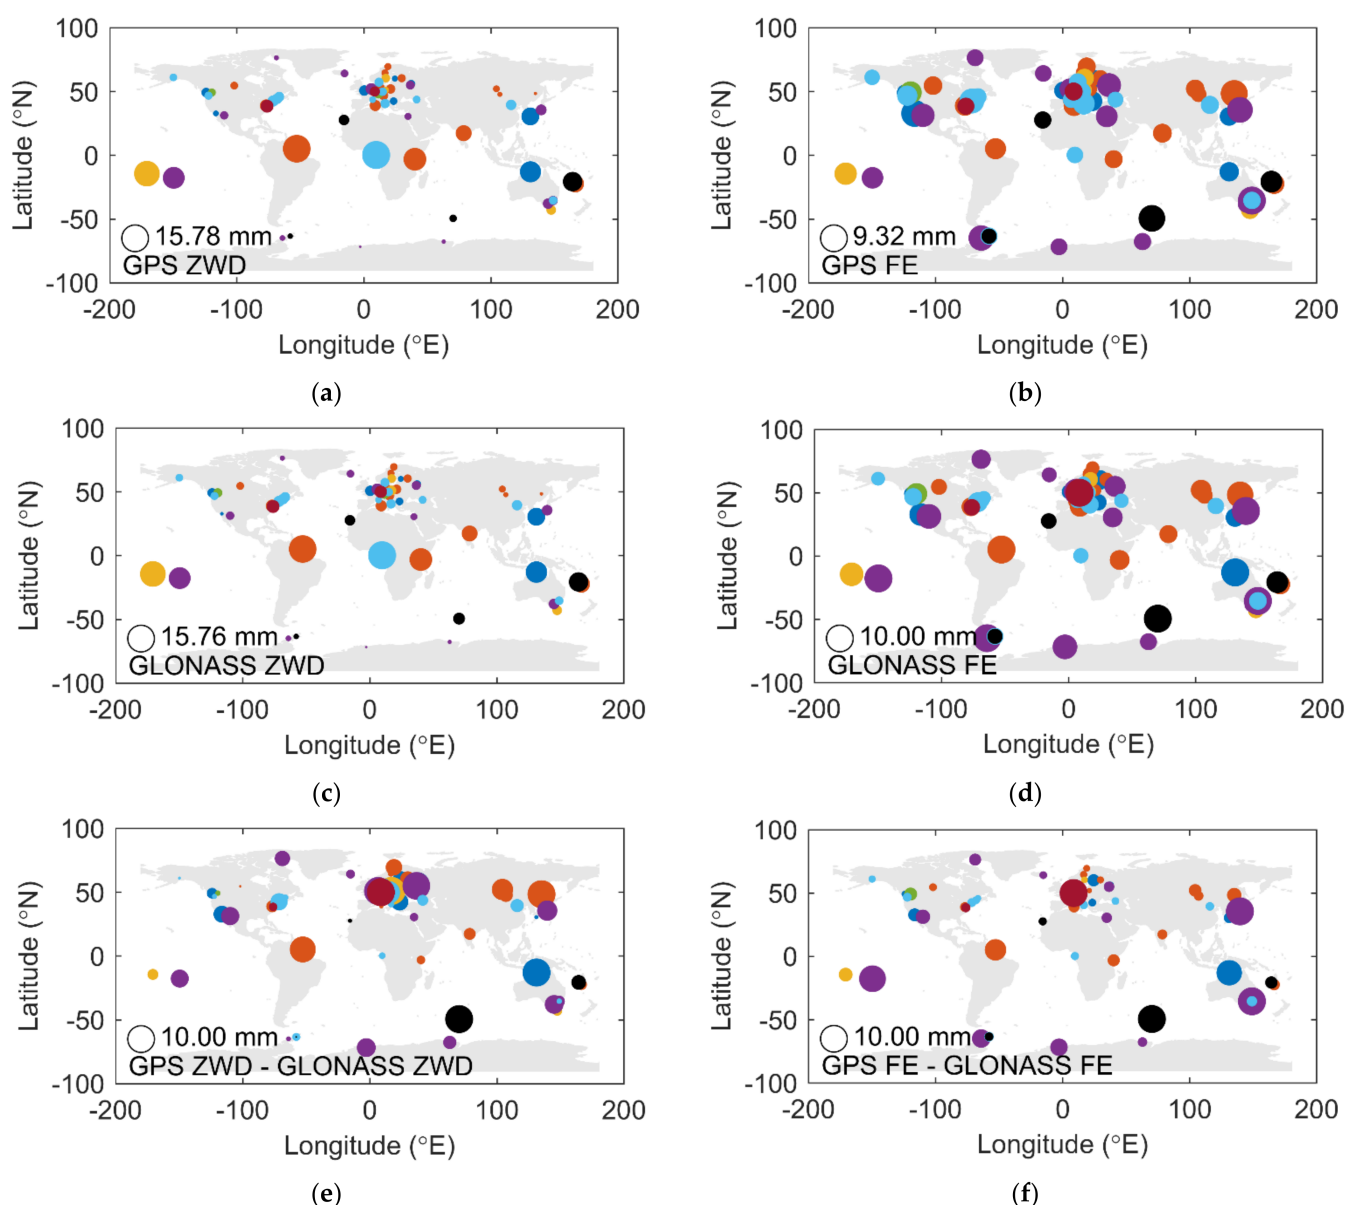 100
50
0
-50
-100
Latitude (°N)
15.78 mm
GPS ZWD
-200 -100 0 100 200
Longitude (°E)
(a)
100
50
0
-50
-100
Latitude (°N)
9.32 mm
GPS FE
-200 -100 0 100 200
Longitude (°E)
(b)
100
50
0
-50
-100
Latitude (°N)
15.76 mm
GLONASS ZWD
-200 -100 0 100 200
Longitude (°E)
(c)
100
50
0
-50
-100
Latitude (°N)
10.00 mm
GLONASS FE
-200 -100 0 100 200
Longitude (°E)
(d)
100
50
0
-50
-100
Latitude (°N)
10.00 mm
GPS ZWD - GLONASS ZWD
-200 -100 0 100 200
Longitude (°E)
(e)
100
50
0
-50
-100
Latitude (°N)
10.00 mm
GPS FE - GLONASS FE
-200 -100 0 100 200
Longitude (°E)
(f)